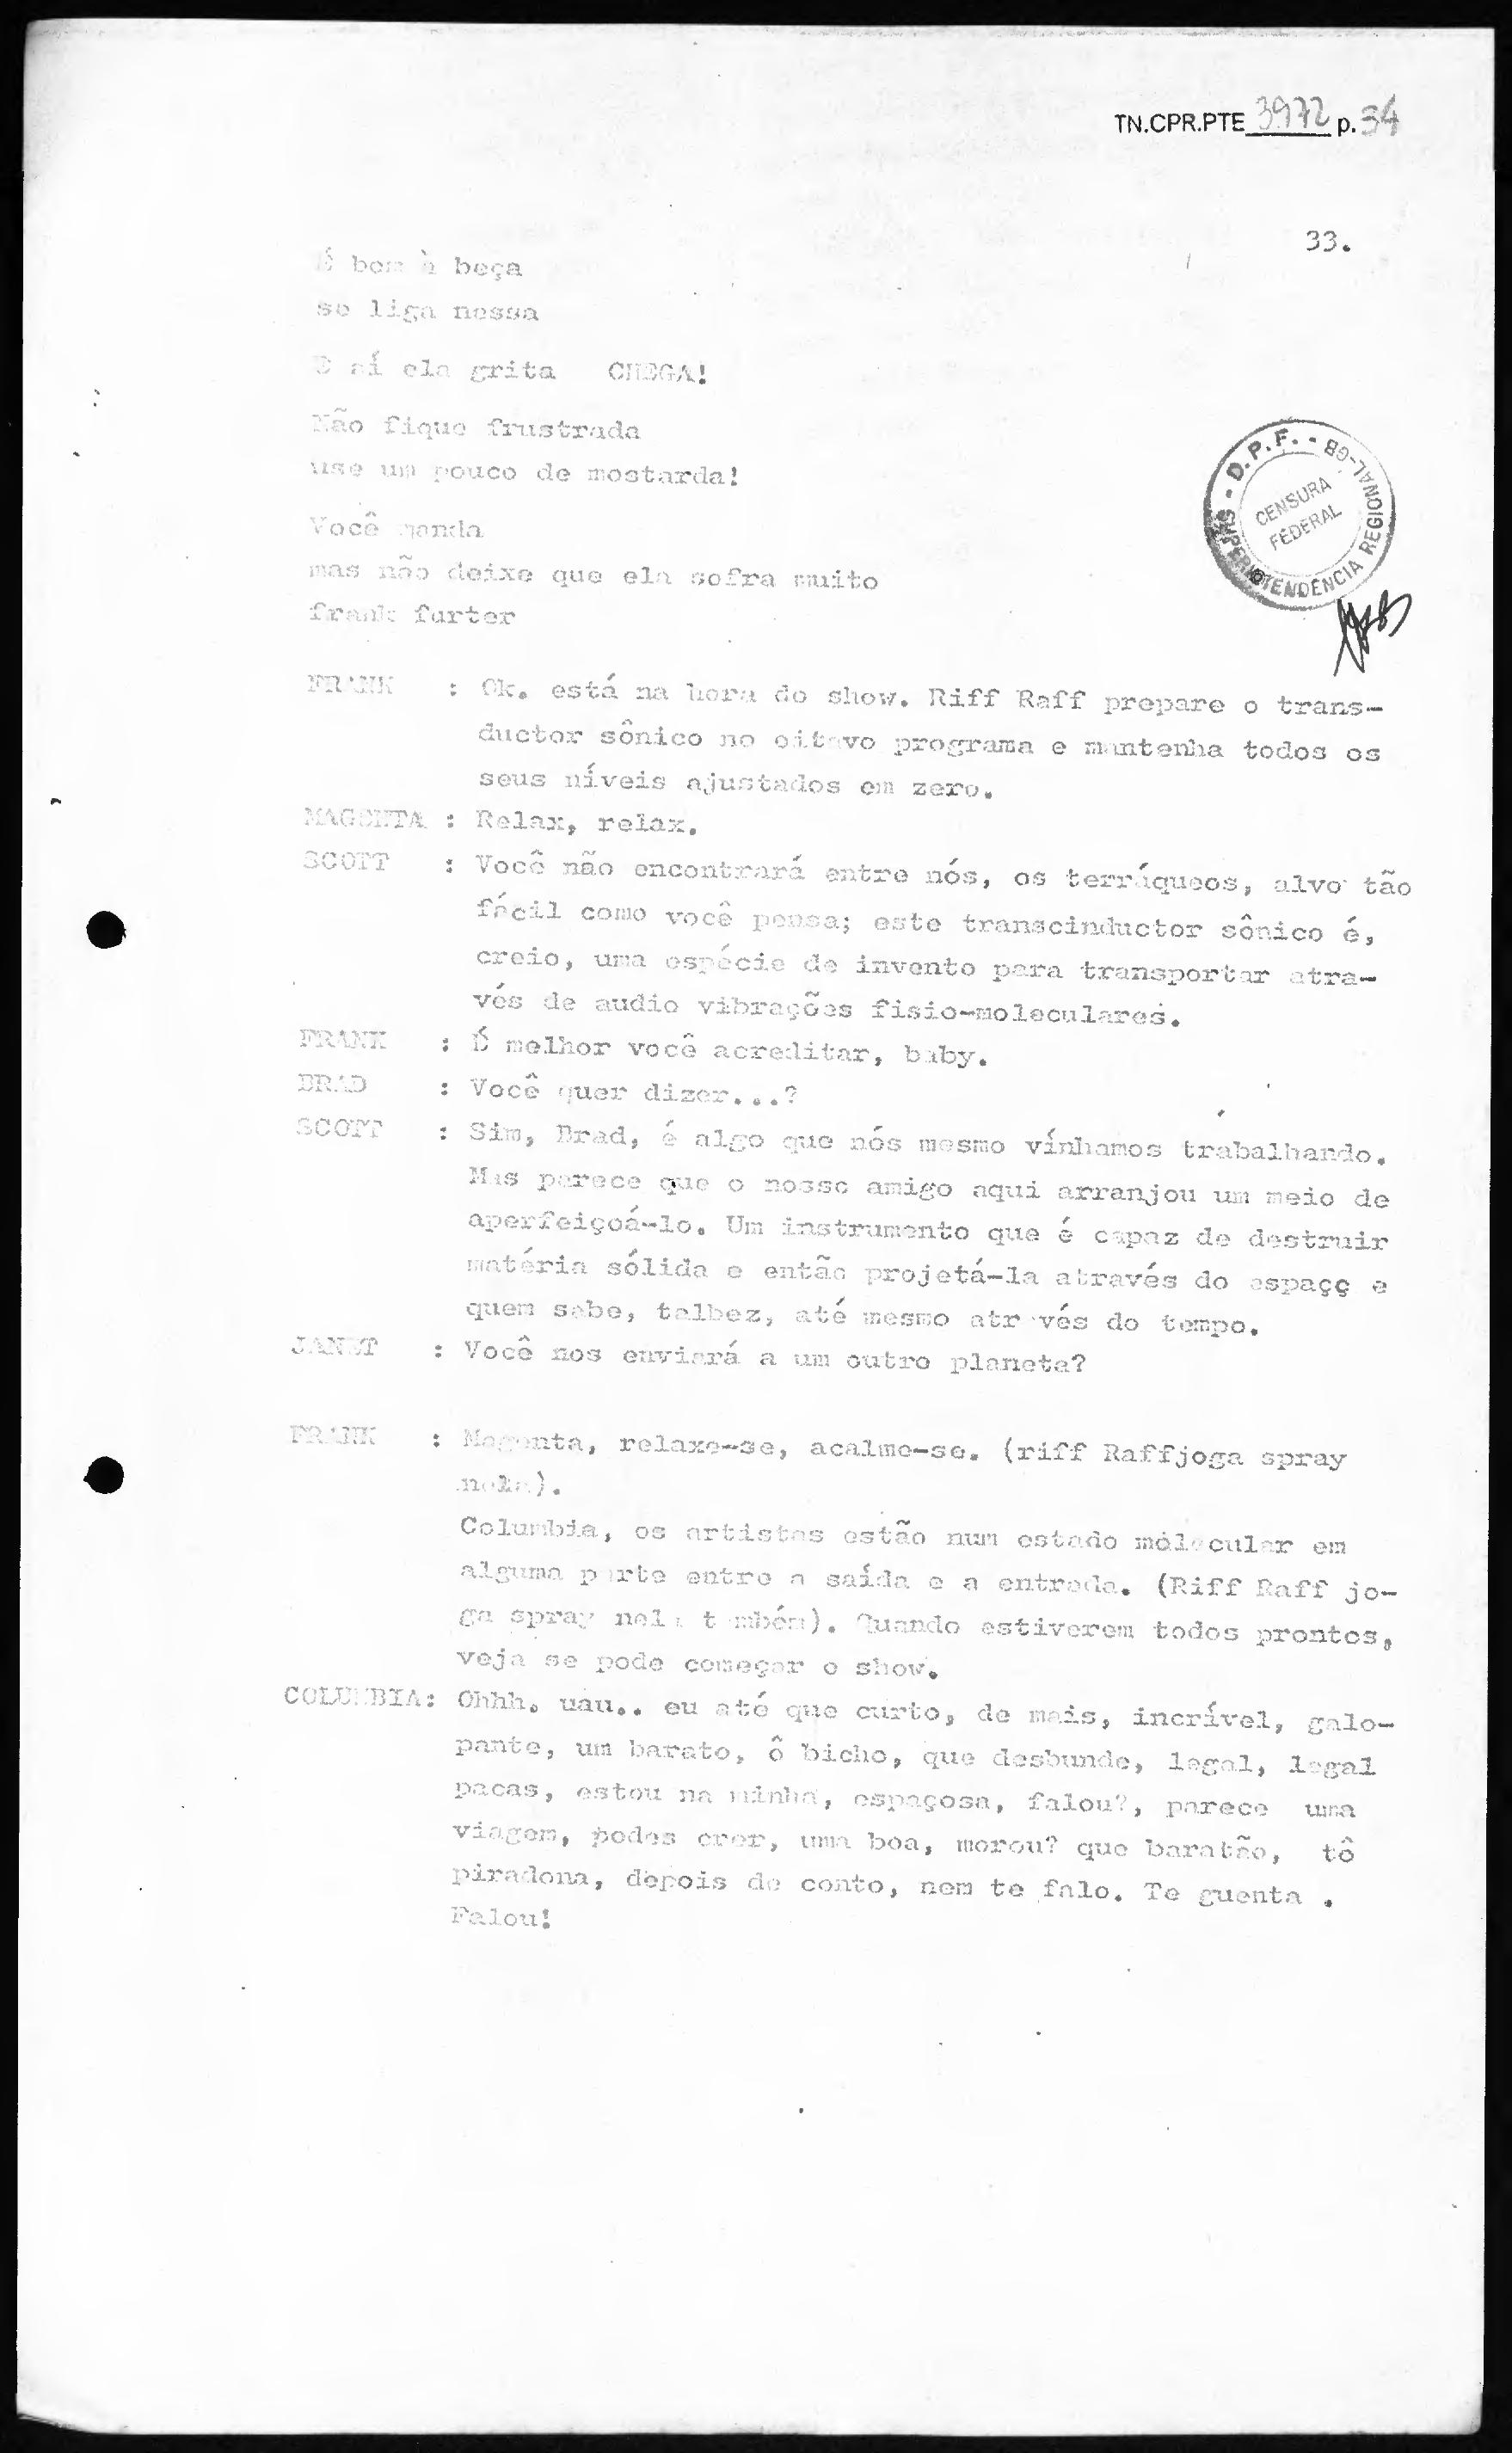 TN.CPR.PTE 3972 p.34
33.
É bom à beça
se liga nessa
E aí ela grita CHEGA!
Não fique frustrada
use um pouco de mostarda!
Você manda
mas não deixe que ela sofra muito
frank furter
SUPERINTENDÊNCIA REGIONAL-GB - D.P.F. -
CENSURA
FEDERAL
FRANK : Ok. está na hora do show. Riff Raff prepare o trans-
ductor sônico no oitavo programa e mantenha todos os
seus níveis ajustados em zero.
MAGENTA : Relax, relax.
SCOTT : Você não encontrará entre nós, os terráqueos, alvo tão
fácil como você pensa; este transcinductor sônico é,
creio, uma espécie de invento para transportar atra-
vés de audio vibrações fisio-moleculares.
FRANK : É melhor você acreditar, baby.
BRAD : Você quer dizer...?
SCOTT : Sim, Brad, é algo que nós mesmo vínhamos trabalhando.
Mas parece que o nosso amigo aqui arranjou um meio de
aperfeiçoá-lo. Um instrumento que é capaz de destruir
matéria sólida e então projetá-la através do espaçç e
quem sabe, talbez, até mesmo através do tempo.
JANET : Você nos enviará a um outro planeta?
FRANK : Magenta, relaxe-se, acalme-se. (riff Raffjoga spray
nela).
Columbia, os artistas estão num estado molecular em
alguma parte entre a saída e a entrada. (Riff Raff jo-
ga spray nela também). Quando estiverem todos prontos,
veja se pode começar o show.
COLUMBIA: Ohhh. uau.. eu até que curto, de mais, incrível, galo-
pante, um barato, ô bicho, que desbunde, legal, legal
pacas, estou na minha, espaçosa, falou?, parece uma
viagem, podes crer, uma boa, morou? que baratão, tô
piradona, depois de conto, nem te falo. Te guenta .
Falou!